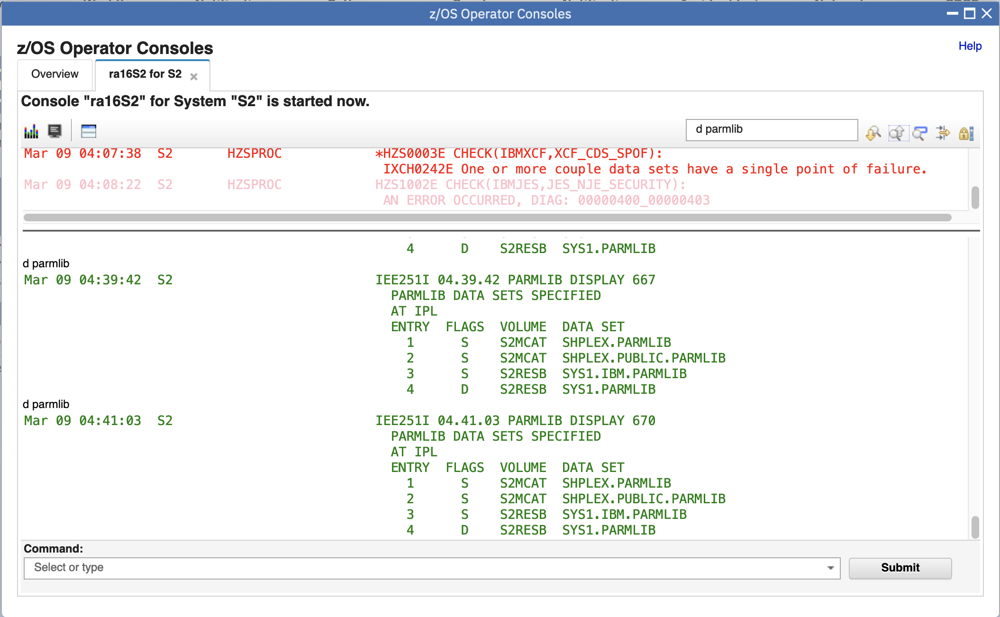 z/OS Operator Consoles
z/OS Operator Consoles
Help
Overview
ra16S2 for S2
Console "ra16S2" for System "S2" is started now.
d parmlib
Mar 09 04:07:38 S2 HZSPROC *HZS0003E CHECK(IBMXCF,XCF_CDS_SPOF):
IXCH0242E One or more couple data sets have a single point of failure.
Mar 09 04:08:22 S2 HZSPROC HZS1002E CHECK(IBMJES,JES_NJE_SECURITY):
AN ERROR OCCURRED, DIAG: 00000400_00000403
4 D S2RESB SYS1.PARMLIB
d parmlib
Mar 09 04:39:42 S2 IEE251I 04.39.42 PARMLIB DISPLAY 667
PARMLIB DATA SETS SPECIFIED
AT IPL
ENTRY FLAGS VOLUME DATA SET
1 S S2MCAT SHPLEX.PARMLIB
2 S S2MCAT SHPLEX.PUBLIC.PARMLIB
3 S S2RESB SYS1.IBM.PARMLIB
4 D S2RESB SYS1.PARMLIB
d parmlib
Mar 09 04:41:03 S2 IEE251I 04.41.03 PARMLIB DISPLAY 670
PARMLIB DATA SETS SPECIFIED
AT IPL
ENTRY FLAGS VOLUME DATA SET
1 S S2MCAT SHPLEX.PARMLIB
2 S S2MCAT SHPLEX.PUBLIC.PARMLIB
3 S S2RESB SYS1.IBM.PARMLIB
4 D S2RESB SYS1.PARMLIB
Command:
Select or type
Submit